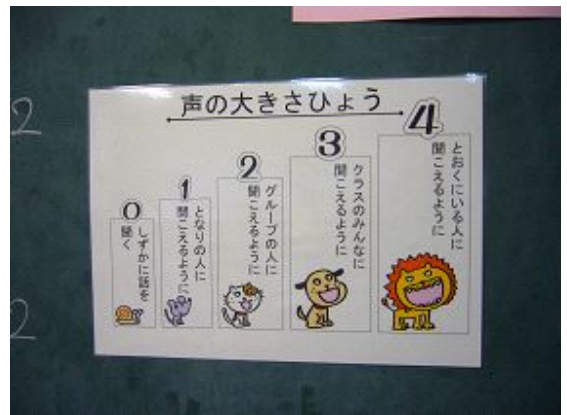 声の大きさひょう
0
しずかに話を
聞く
1
となりの人に
聞こえるように
2
グループの人に
聞こえるように
3
クラスのみんなに
聞こえるように
4
とおくにいる人に
聞こえるように
2
2